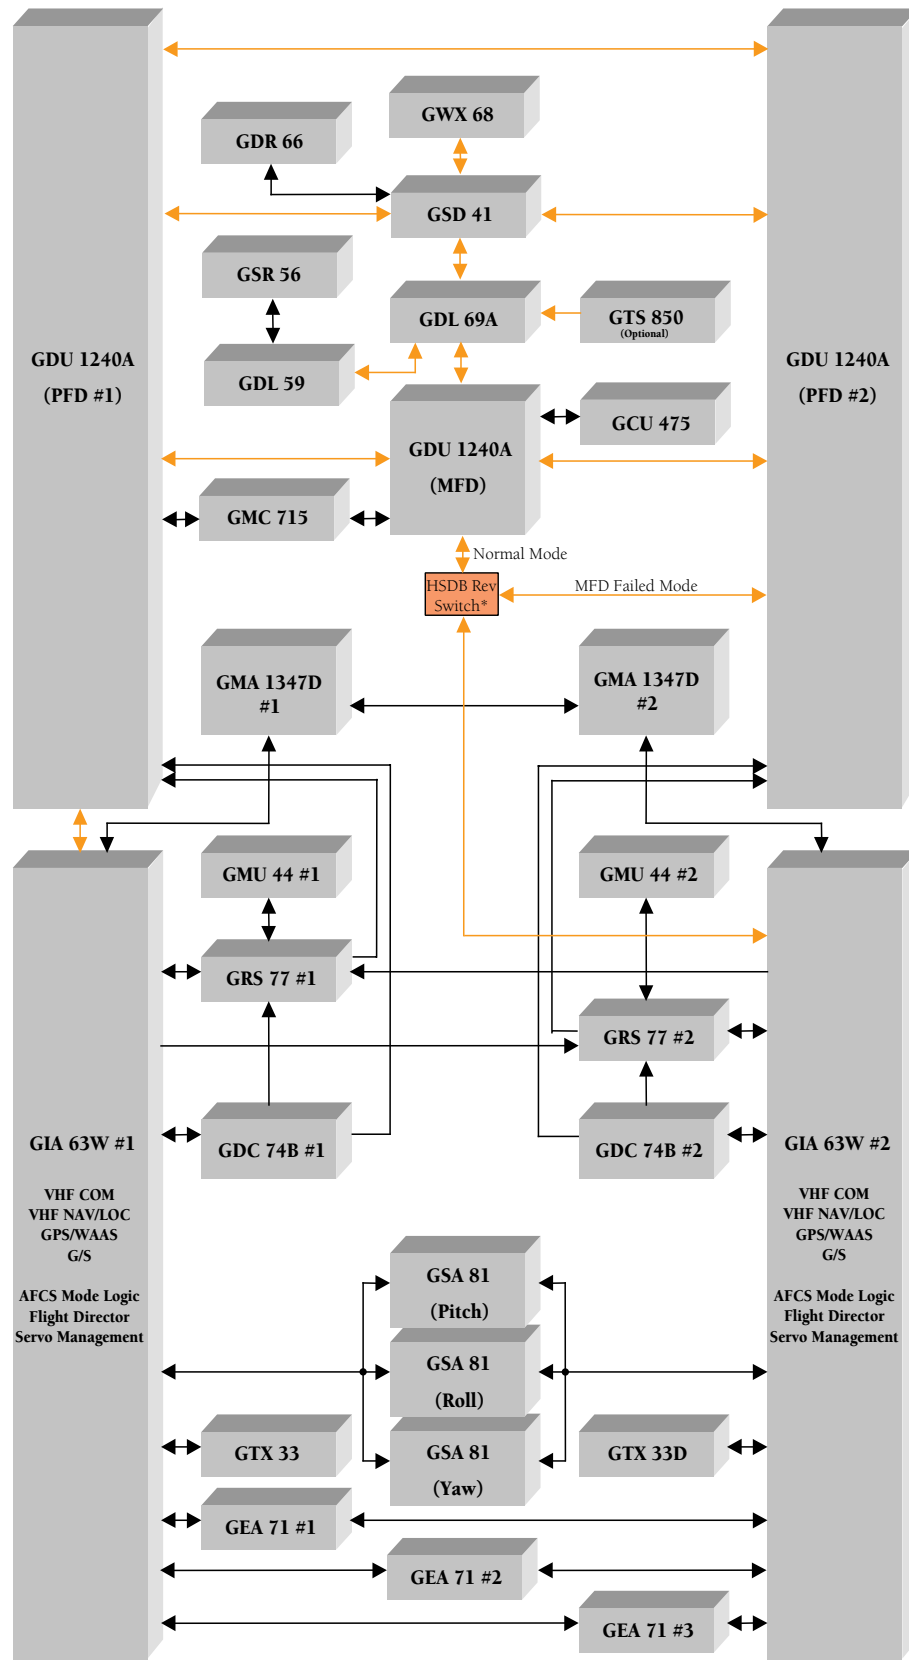 GWX 68
GDR 66
GSD 41
GSR 56
GDL 69A
GTS 850
(Optional)
GDU 1240A
(PFD #1)
GDU 1240A
(PFD #2)
GDL 59
GCU 475
GDU 1240A
(MFD)
GMC 715
Normal Mode
HSDB Rev
Switch*
MFD Failed Mode
GMA 1347D
#1
GMA 1347D
#2
GMU 44 #1
GMU 44 #2
GRS 77 #1
GRS 77 #2
GIA 63W #1
VHF COM
VHF NAV/LOC
GPS/WAAS
G/S
AFCS Mode Logic
Flight Director
Servo Management
GDC 74B #1
GDC 74B #2
GIA 63W #2
VHF COM
VHF NAV/LOC
GPS/WAAS
G/S
AFCS Mode Logic
Flight Director
Servo Management
GSA 81
(Pitch)
GSA 81
(Roll)
GSA 81
(Yaw)
GTX 33
GTX 33D
GEA 71 #1
GEA 71 #2
GEA 71 #3